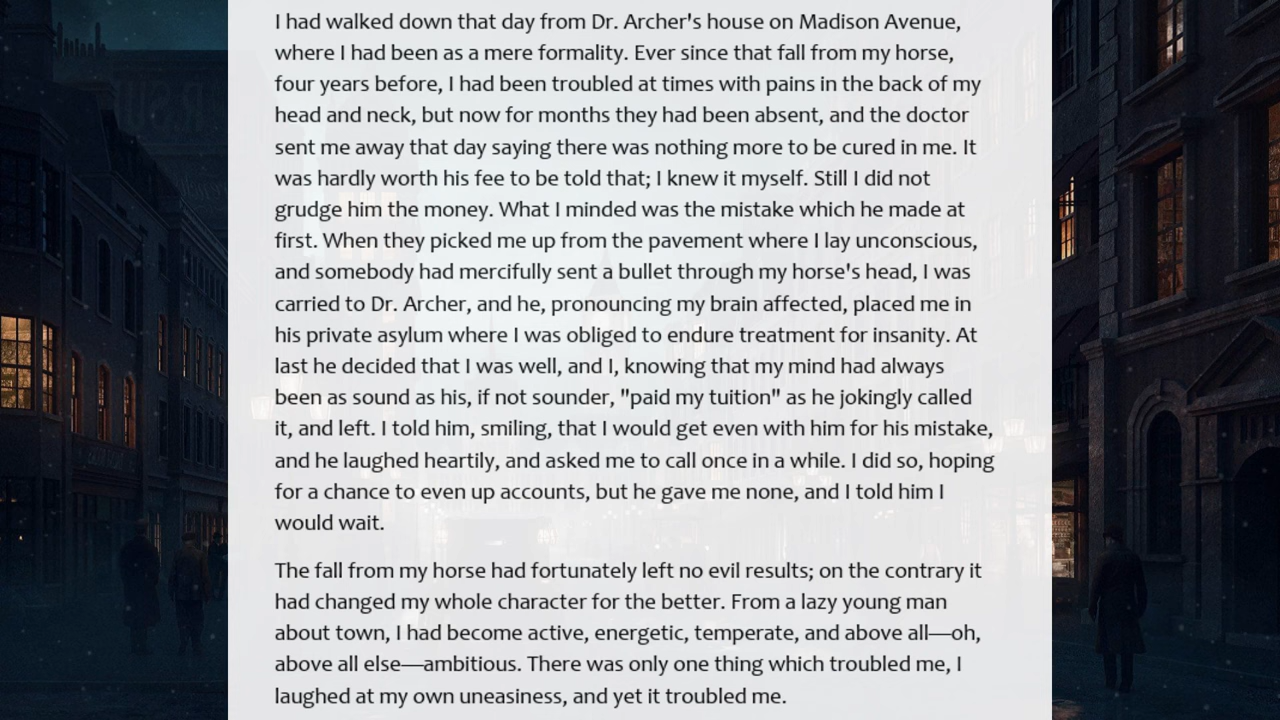 I had walked down that day from Dr. Archer's house on Madison Avenue,
where I had been as a mere formality. Ever since that fall from my horse,
four years before, I had been troubled at times with pains in the back of my
head and neck, but now for months they had been absent, and the doctor
sent me away that day saying there was nothing more to be cured in me. It
was hardly worth his fee to be told that; I knew it myself. Still I did not
grudge him the money. What I minded was the mistake which he made at
first. When they picked me up from the pavement where I lay unconscious,
and somebody had mercifully sent a bullet through my horse's head, I was
carried to Dr. Archer, and he, pronouncing my brain affected, placed me in
his private asylum where I was obliged to endure treatment for insanity. At
last he decided that I was well, and I, knowing that my mind had always
been as sound as his, if not sounder, "paid my tuition" as he jokingly called
it, and left. I told him, smiling, that I would get even with him for his mistake,
and he laughed heartily, and asked me to call once in a while. I did so, hoping
for a chance to even up accounts, but he gave me none, and I told him I
would wait.
The fall from my horse had fortunately left no evil results; on the contrary it
had changed my whole character for the better. From a lazy young man
about town, I had become active, energetic, temperate, and above all—oh,
above all else—ambitious. There was only one thing which troubled me, I
laughed at my own uneasiness, and yet it troubled me.